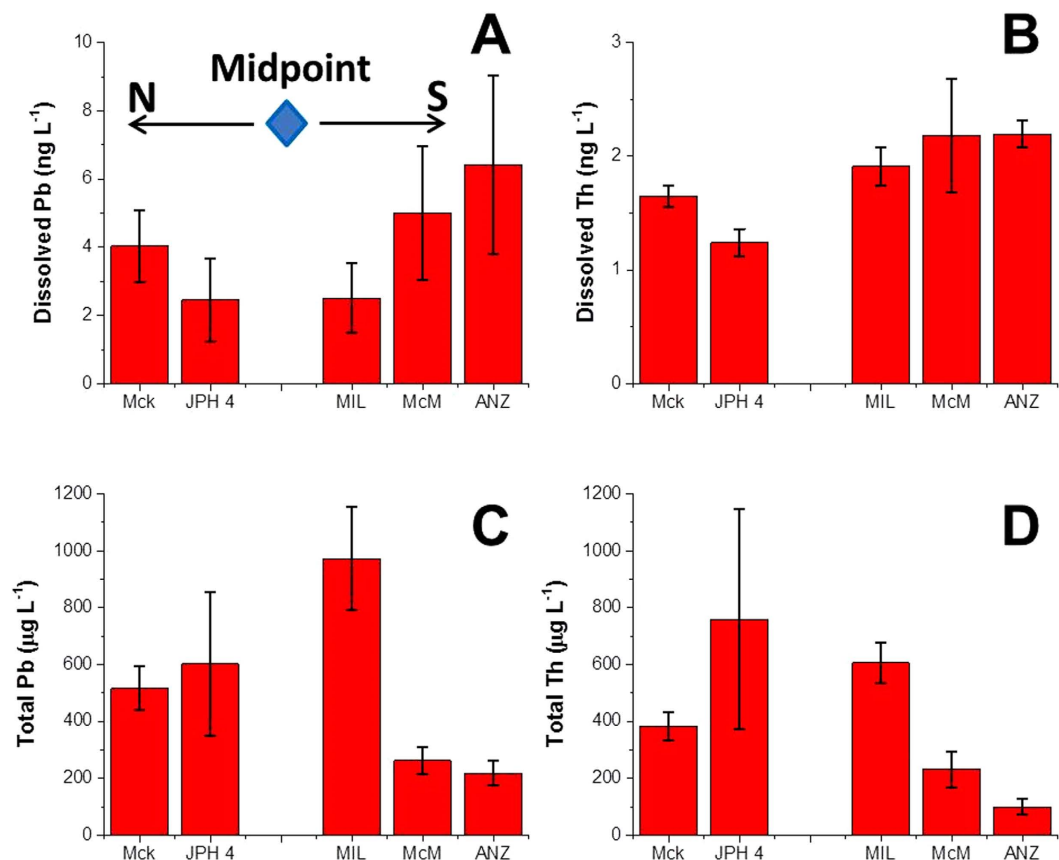 A
Dissolved Pb (ng L-1)
10
8
6
4
2
0
Midpoint
N
S
Mck JPH 4 MIL McM ANZ
B
Dissolved Th (ng L-1)
3
2
1
0
Mck JPH 4 MIL McM ANZ
C
Total Pb (µg L-1)
1200
1000
800
600
400
200
0
Mck JPH 4 MIL McM ANZ
D
Total Th (µg L-1)
1200
1000
800
600
400
200
0
Mck JPH 4 MIL McM ANZ